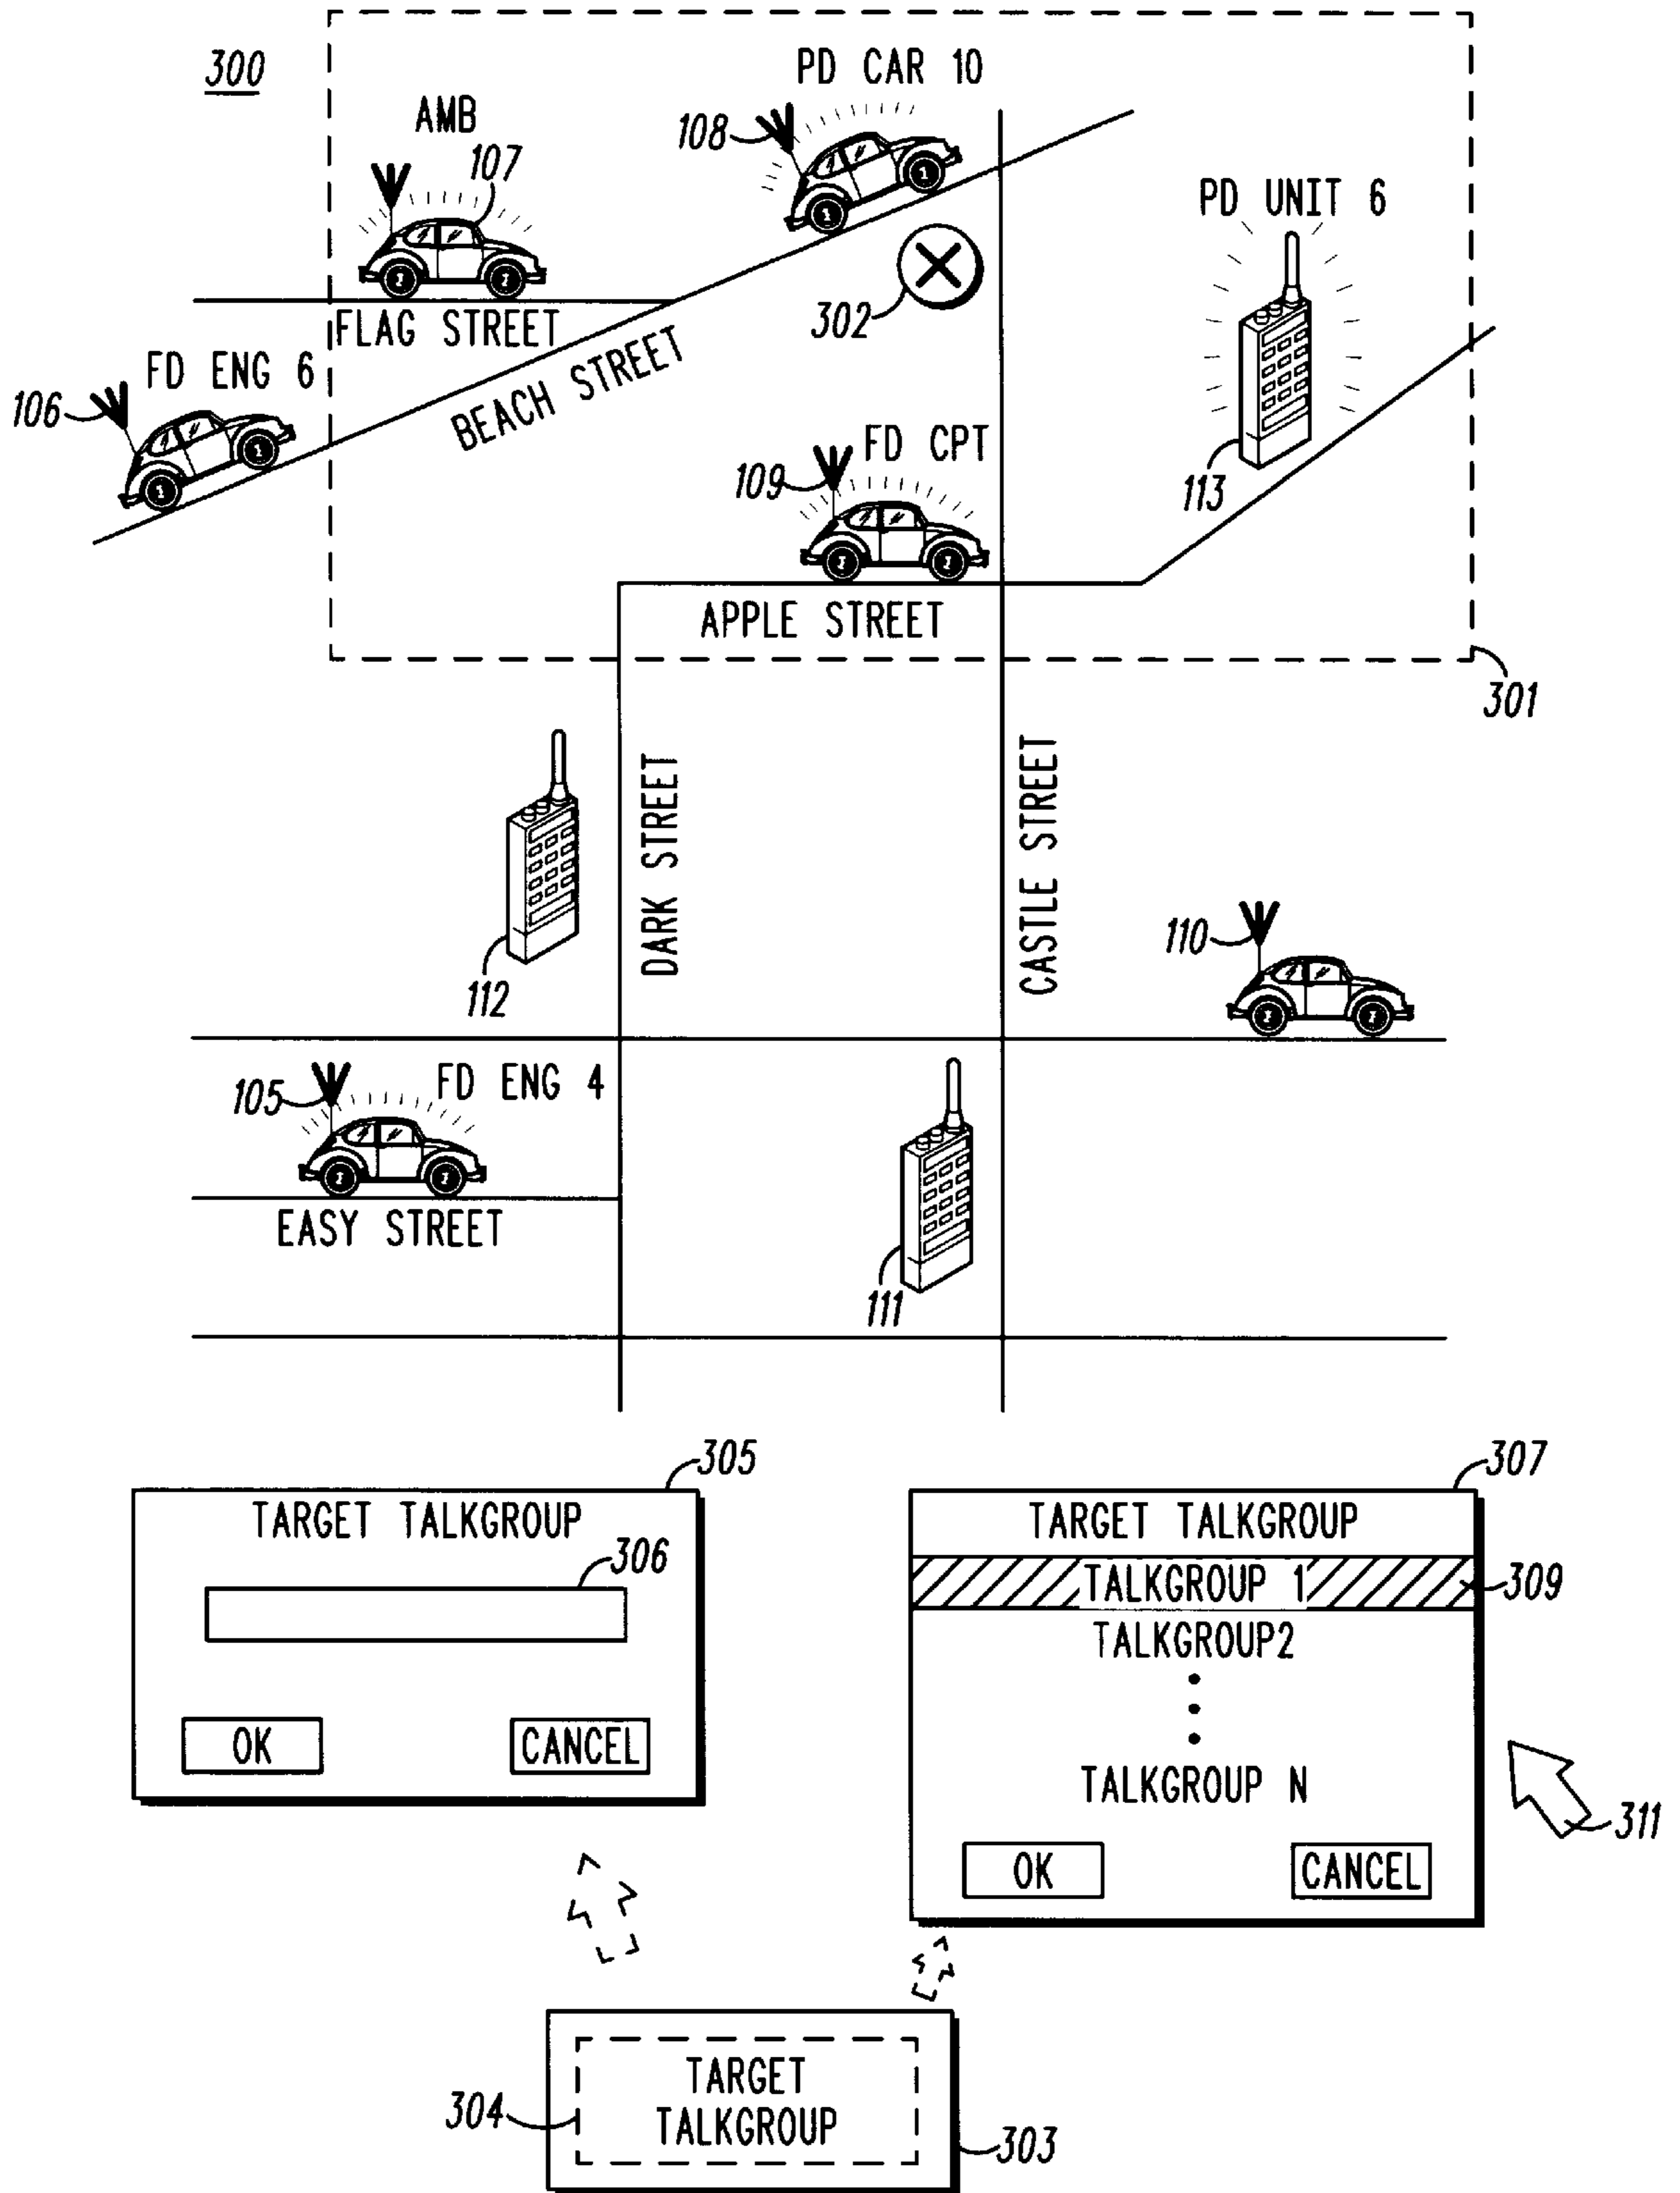 300
PD CAR 10
AMB
108
107
PD UNIT 6
302
FLAG STREET
FD ENG 6
BEACH STREET
106
FD CPT
109
113
APPLE STREET
301
DARK STREET
CASTLE STREET
110
112
FD ENG 4
105
EASY STREET
111
305
TARGET TALKGROUP
306
OK
CANCEL
307
TARGET TALKGROUP
TALKGROUP 1
309
TALKGROUP2
TALKGROUP N
311
OK
CANCEL
TARGET
TALKGROUP
304
303